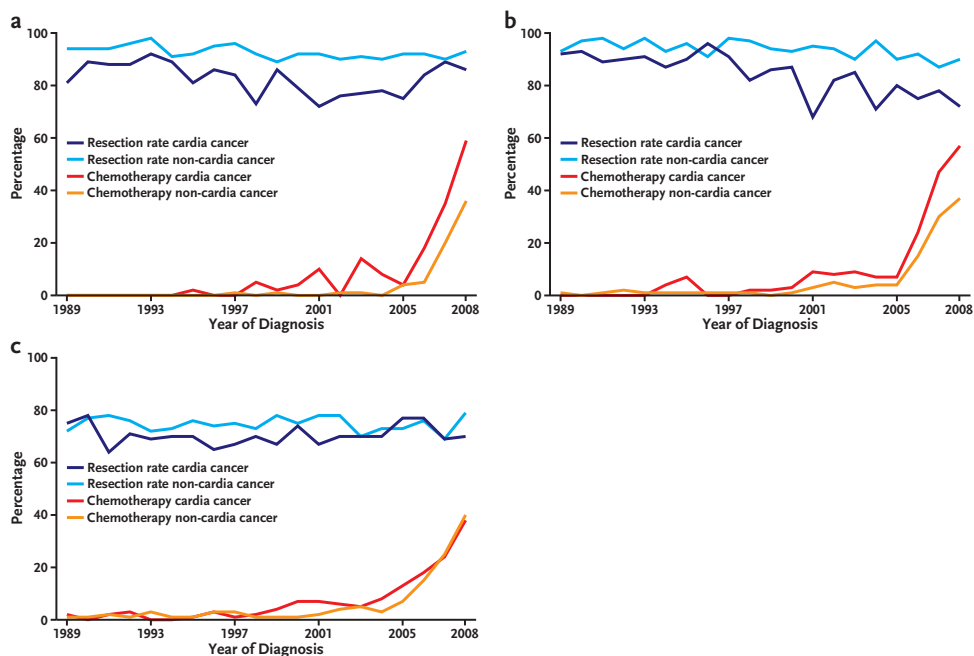 a
100
80
60
40
20
0
Percentage
Resection rate cardia cancer
Resection rate non-cardia cancer
Chemotherapy cardia cancer
Chemotherapy non-cardia cancer
1989 1993 1997 2001 2005 2008
Year of Diagnosis
b
100
80
60
40
20
0
Percentage
Resection rate cardia cancer
Resection rate non-cardia cancer
Chemotherapy cardia cancer
Chemotherapy non-cardia cancer
1989 1993 1997 2001 2005 2008
Year of Diagnosis
c
100
80
60
40
20
0
Percentage
Resection rate cardia cancer
Resection rate non-cardia cancer
Chemotherapy cardia cancer
Chemotherapy non-cardia cancer
1989 1993 1997 2001 2005 2008
Year of Diagnosis